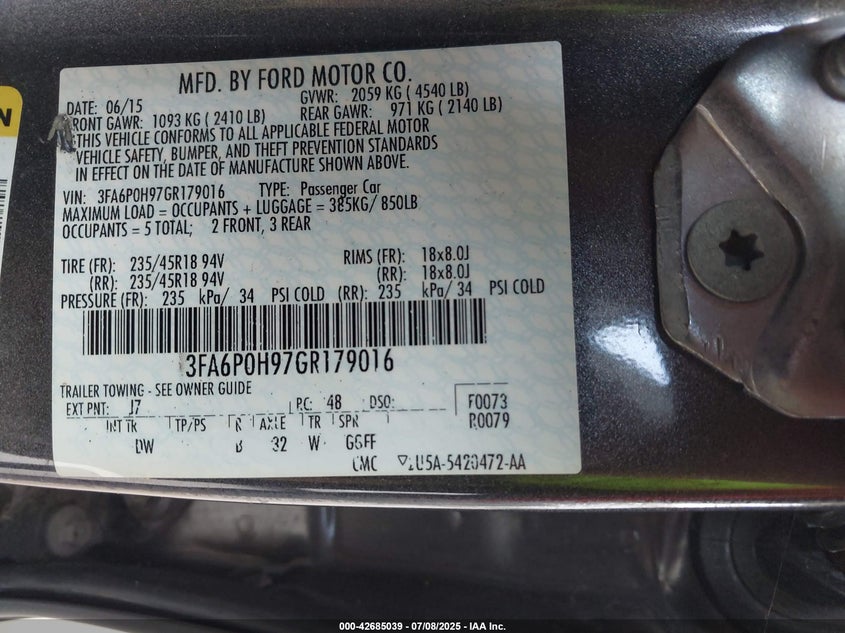 MFD. BY FORD MOTOR CO.
DATE: 06/15 GVWR: 2059 KG ( 4540 LB)
FRONT GAWR: 1093 KG ( 2410 LB) REAR GAWR: 971 KG ( 2140 LB)
THIS VEHICLE CONFORMS TO ALL APPLICABLE FEDERAL MOTOR
VEHICLE SAFETY, BUMPER, AND THEFT PREVENTION STANDARDS
IN EFFECT ON THE DATE OF MANUFACTURE SHOWN ABOVE.
VIN: 3FA6P0H97GR179016 TYPE: Passenger Car
MAXIMUM LOAD = OCCUPANTS + LUGGAGE = 385KG/ 850LB
OCCUPANTS = 5 TOTAL; 2 FRONT, 3 REAR
TIRE (FR): 235/45R18 94V RIMS (FR): 18x8.0J
(RR): 235/45R18 94V (RR): 18x8.0J
PRESSURE (FR): 235 kPa/ 34 PSI COLD (RR): 235 kPa/ 34 PSI COLD
3FA6P0H97GR179016
TRAILER TOWING - SEE OWNER GUIDE
EXT PNT: J7 RC: 48 DSO: F0073
INT TR TP/PS R AXLE TR SPR R0079
DW B 32 W GGFF
CMC U5A-5420472-AA
N
000-42685039 - 07/08/2025 - IAA Inc.